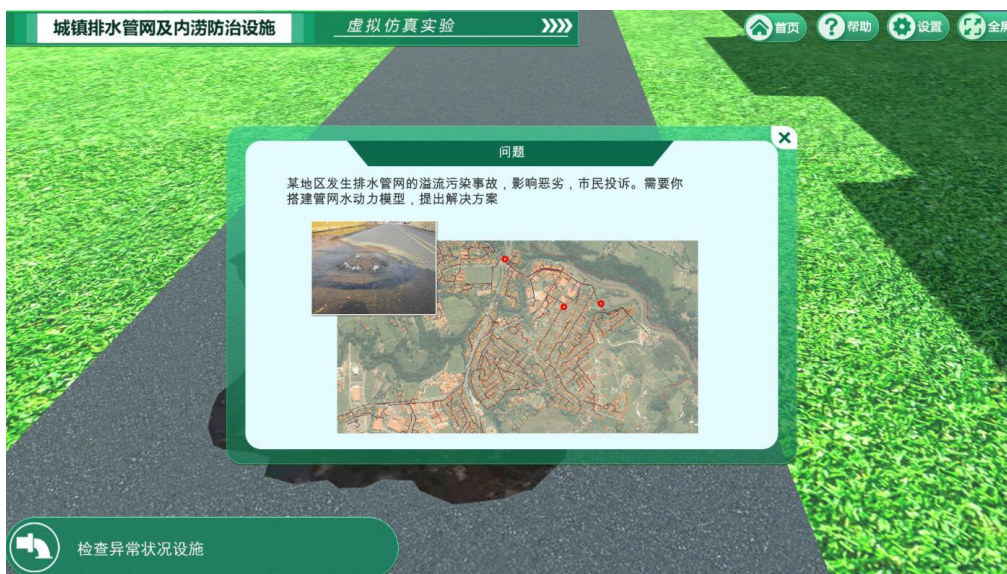 城镇排水管网及内涝防治设施
虚拟仿真实验
首页
帮助
设置
全屏
问题
某地区发生排水管网的溢流污染事故，影响恶劣，市民投诉。需要你
搭建管网水动力模型，提出解决方案
检查异常状况设施